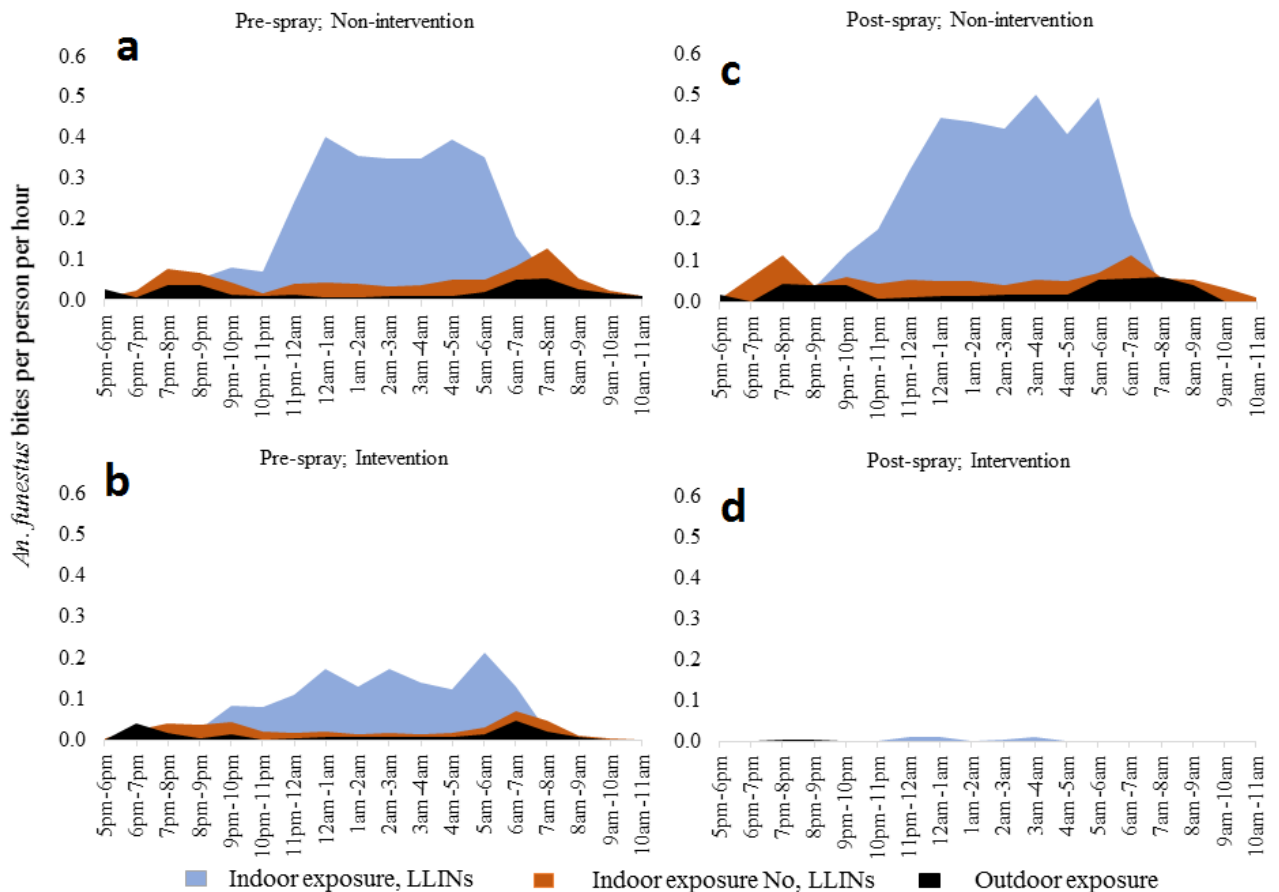 Pre-spray; Non-intervention
a
0.6
0.5
0.4
0.3
0.2
0.1
0.0
5pm-6pm
6pm-7pm
7pm-8pm
8pm-9pm
9pm-10pm
10pm-11pm
11pm-12am
12am-1am
1am-2am
2am-3am
3am-4am
4am-5am
5am-6am
6am-7am
7am-8am
8am-9am
9am-10am
10am-11am
Post-spray; Non-intervention
c
0.6
0.5
0.4
0.3
0.2
0.1
0.0
5pm-6pm
6pm-7pm
7pm-8pm
8pm-9pm
9pm-10pm
10pm-11pm
11pm-12am
12am-1am
1am-2am
2am-3am
3am-4am
4am-5am
5am-6am
6am-7am
7am-8am
8am-9am
9am-10am
10am-11am
An. funestus bites per person per hour
Pre-spray; Intevention
b
0.6
0.5
0.4
0.3
0.2
0.1
0.0
5pm-6pm
6pm-7pm
7pm-8pm
8pm-9pm
9pm-10pm
10pm-11pm
11pm-12am
12am-1am
1am-2am
2am-3am
3am-4am
4am-5am
5am-6am
6am-7am
7am-8am
8am-9am
9am-10am
10am-11am
Post-spray; Intervention
d
0.6
0.5
0.4
0.3
0.2
0.1
0.0
5pm-6pm
6pm-7pm
7pm-8pm
8pm-9pm
9pm-10pm
10pm-11pm
11pm-12am
12am-1am
1am-2am
2am-3am
3am-4am
4am-5am
5am-6am
6am-7am
7am-8am
8am-9am
9am-10am
10am-11am
Indoor exposure, LLINs
Indoor exposure No, LLINs
Outdoor exposure